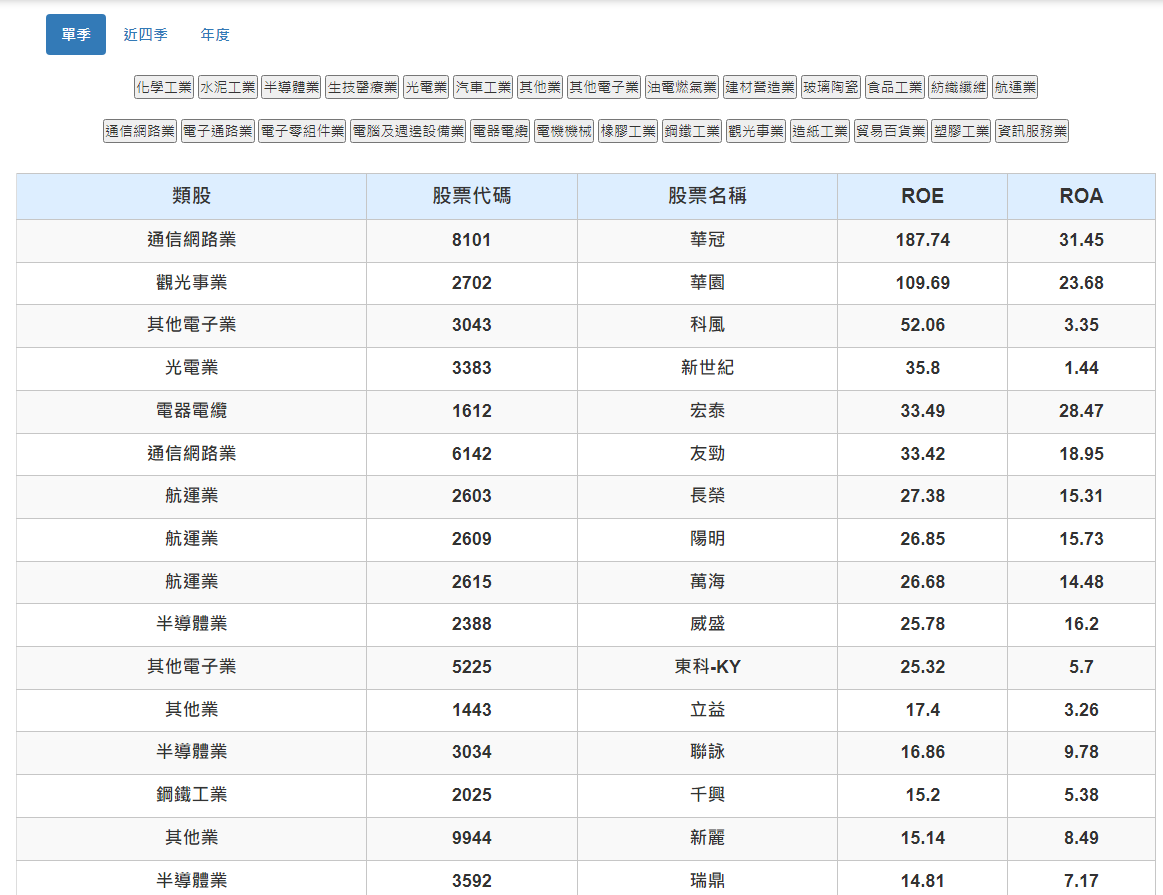 單季 近四季 年度
化學工業 水泥工業 半導體業 生技醫療業 光電業 汽車工業 其他業 其他電子業 油電燃氣業 建材營造業 玻璃陶瓷 食品工業 紡織纖維 航運業
通信網路業 電子通路業 電子零組件業 電腦及週邊設備業 電器電纜 電機機械 橡膠工業 鋼鐵工業 觀光事業 造紙工業 貿易百貨業 塑膠工業 資訊服務業
類股 股票代碼 股票名稱 ROE ROA
通信網路業 8101 華冠 187.74 31.45
觀光事業 2702 華園 109.69 23.68
其他電子業 3043 科風 52.06 3.35
光電業 3383 新世紀 35.8 1.44
電器電纜 1612 宏泰 33.49 28.47
通信網路業 6142 友勁 33.42 18.95
航運業 2603 長榮 27.38 15.31
航運業 2609 陽明 26.85 15.73
航運業 2615 萬海 26.68 14.48
半導體業 2388 威盛 25.78 16.2
其他電子業 5225 東科-KY 25.32 5.7
其他業 1443 立益 17.4 3.26
半導體業 3034 聯詠 16.86 9.78
鋼鐵工業 2025 千興 15.2 5.38
其他業 9944 新麗 15.14 8.49
半導體業 3592 瑞鼎 14.81 7.17